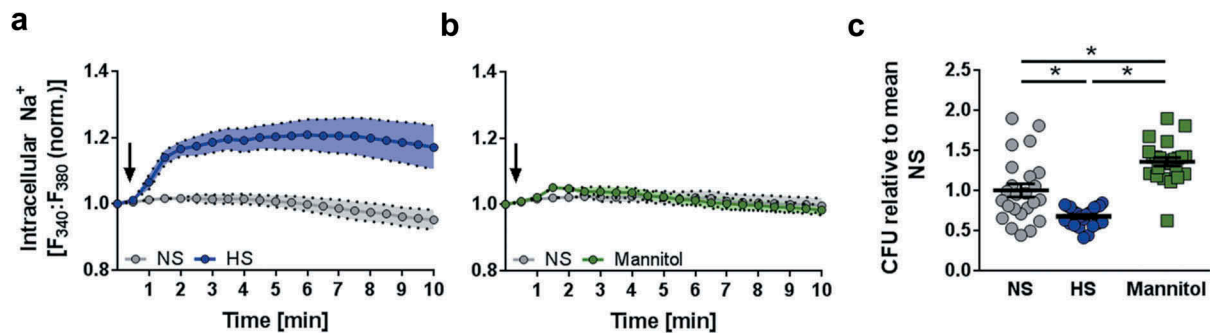 a
Intracellular Na⁺
[F₃₄₀:F₃₈₀ (norm.)]
1.4
1.2
1.0
0.8
NS HS
1 2 3 4 5 6 7 8 9 10
Time [min]
b
1.4
1.2
1.0
0.8
NS Mannitol
1 2 3 4 5 6 7 8 9 10
Time [min]
c
CFU relative to mean
NS
*
* *
2.5
2.0
1.5
1.0
0.5
0.0
NS HS Mannitol